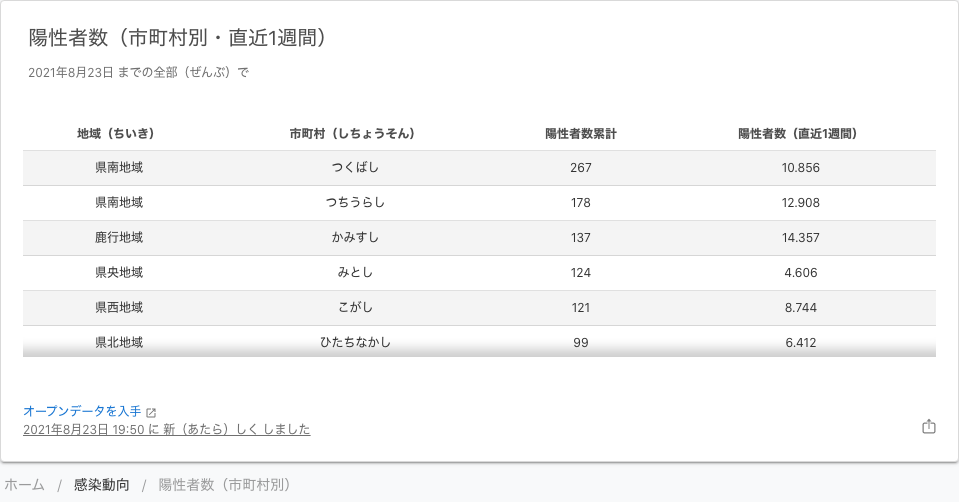 陽性者数（市町村別・直近1週間）
2021年8月23日 までの全部（ぜんぶ）で
地域（ちいき） 市町村（しちょうそん） 陽性者数累計 陽性者数（直近1週間）
県南地域 つくばし 267 10.856
県南地域 つちうらし 178 12.908
鹿行地域 かみすし 137 14.357
県央地域 みとし 124 4.606
県西地域 こがし 121 8.744
県北地域 ひたちなかし 99 6.412
オープンデータを入手
2021年8月23日 19:50 に 新（あたら）しく しました
ホーム / 感染動向 / 陽性者数（市町村別）